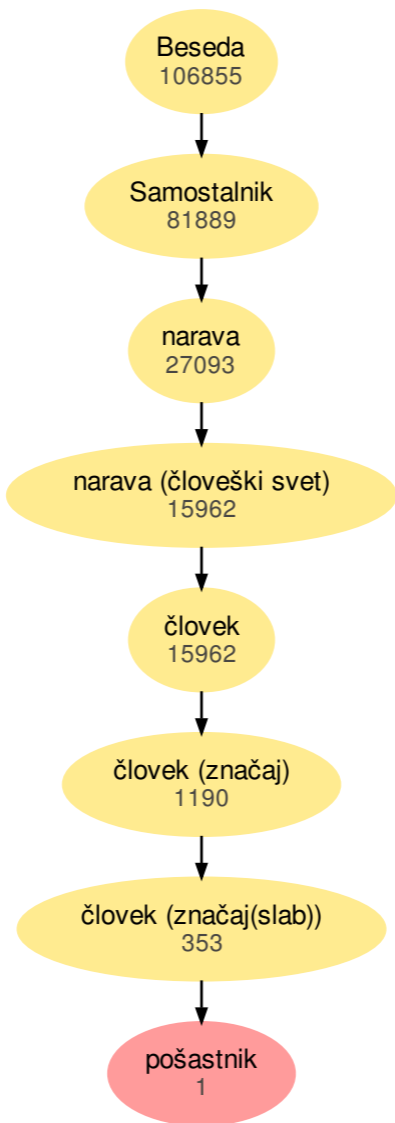 Beseda
106855
Samostalnik
81889
narava
27093
narava (človeški svet)
15962
človek
15962
človek (značaj)
1190
človek (značaj(slab))
353
pošastnik
1